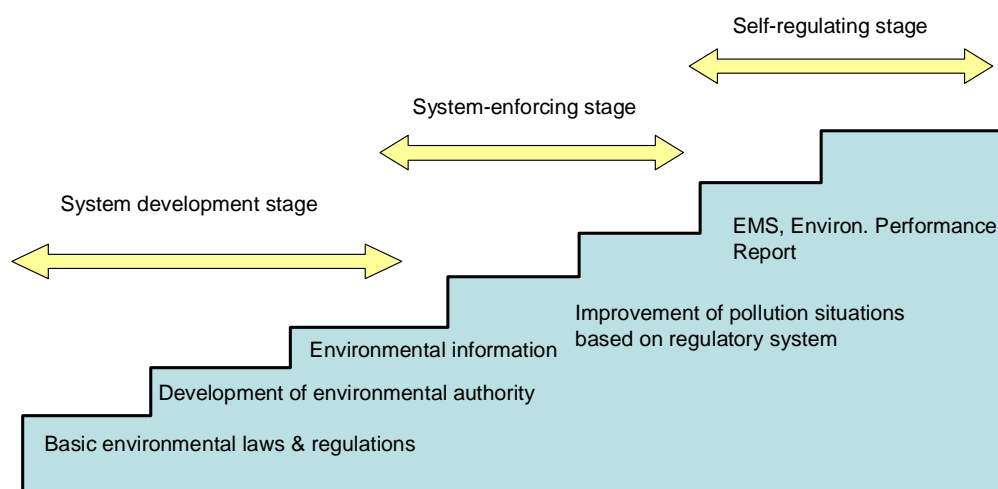 Self-regulating stage
System-enforcing stage
System development stage
EMS, Environ. Performance
Report
Improvement of pollution situations
based on regulatory system
Environmental information
Development of environmental authority
Basic environmental laws & regulations